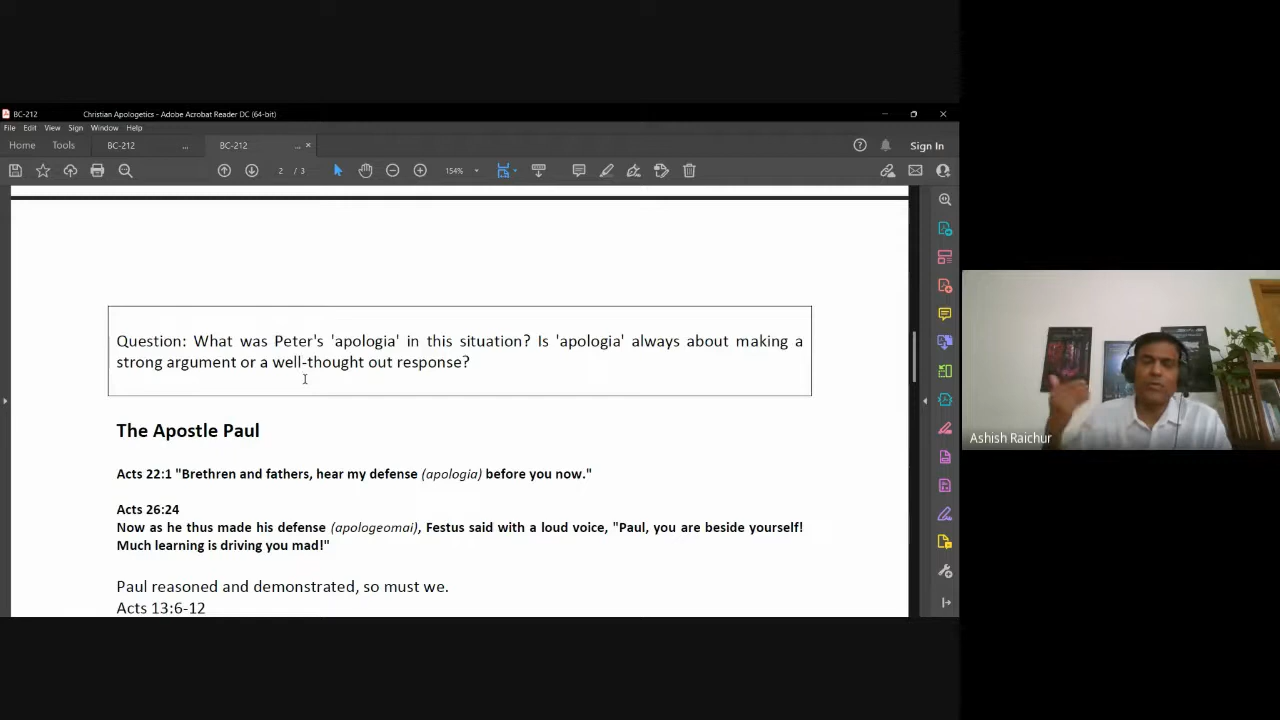 BC-212 Christian Apologetics - Adobe Acrobat Reader DC (64-bit)
File Edit View Sign Window Help
Home Tools BC-212 ... BC-212 ... × Sign In
2 / 3 154%
Question: What was Peter's 'apologia' in this situation? Is 'apologia' always about making a
strong argument or a well-thought out response?
The Apostle Paul
Acts 22:1 "Brethren and fathers, hear my defense (apologia) before you now."
Acts 26:24
Now as he thus made his defense (apologeomai), Festus said with a loud voice, "Paul, you are beside yourself!
Much learning is driving you mad!"
Paul reasoned and demonstrated, so must we.
Acts 13:6-12
Ashish Raichur